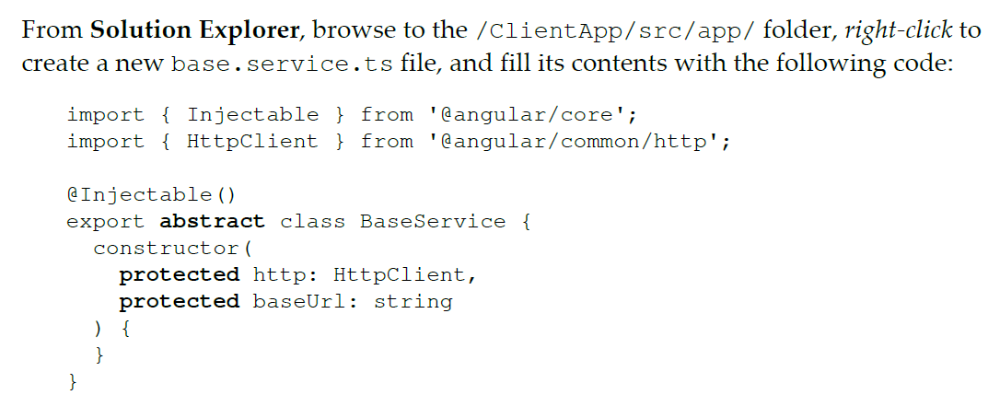 From Solution Explorer, browse to the /ClientApp/src/app/ folder, right-click to
create a new base.service.ts file, and fill its contents with the following code:
import { Injectable } from '@angular/core';
import { HttpClient } from '@angular/common/http';
@Injectable()
export abstract class BaseService {
constructor(
protected http: HttpClient,
protected baseUrl: string
) {
}
}